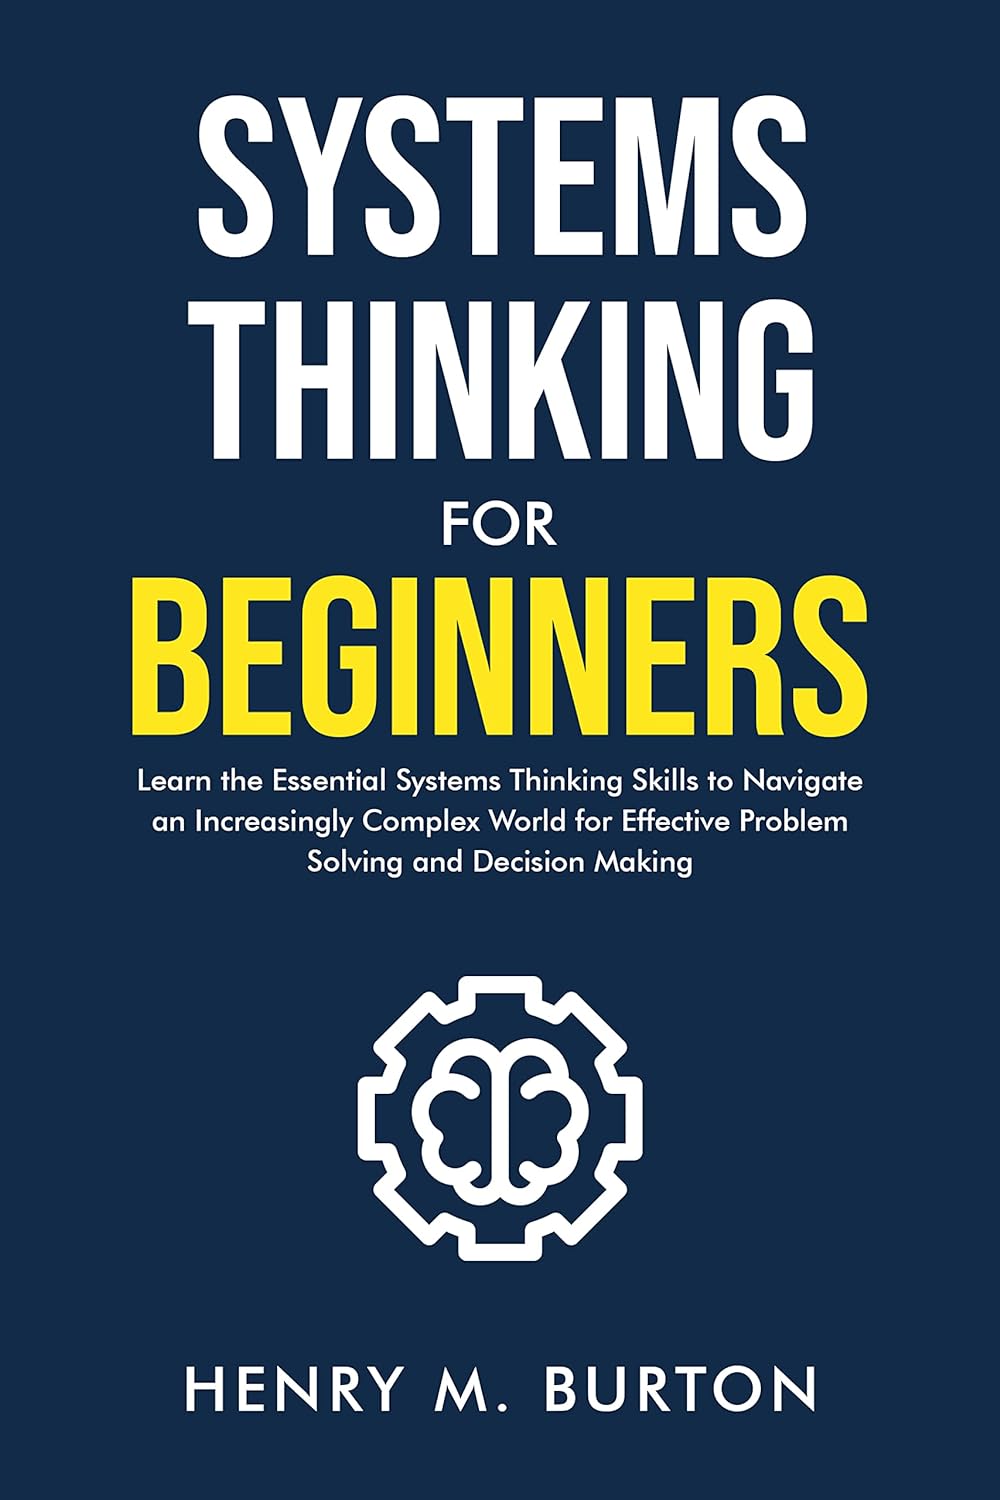 SYSTEMS
THINKING
FOR
BEGINNERS
Learn the Essential Systems Thinking Skills to Navigate
an Increasingly Complex World for Effective Problem
Solving and Decision Making
HENRY M. BURTON